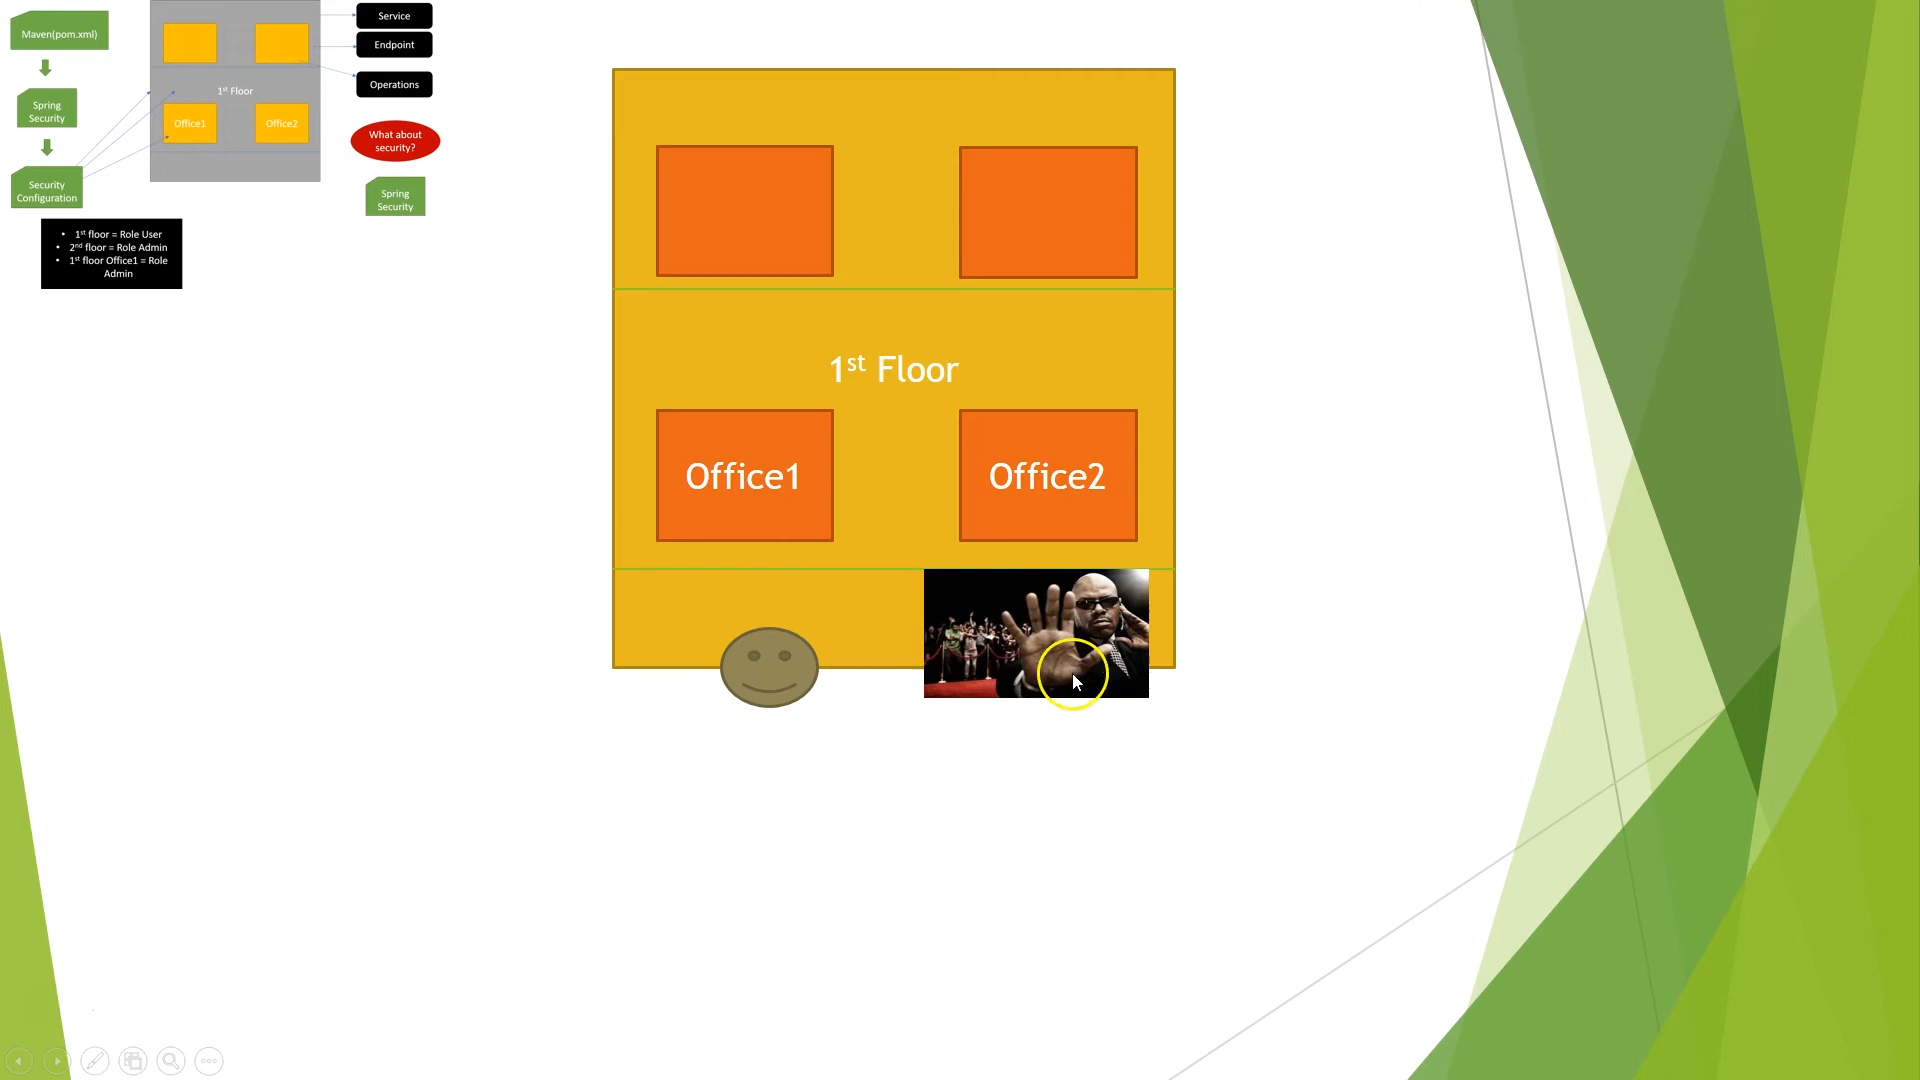 Maven(pom.xml)
Spring
Security
Security
Configuration
1st Floor
Office1
Office2
Service
Endpoint
Operations
What about
security?
Spring
Security
• 1st floor = Role User
• 2nd floor = Role Admin
• 1st floor Office1 = Role
Admin
1st Floor
Office1
Office2